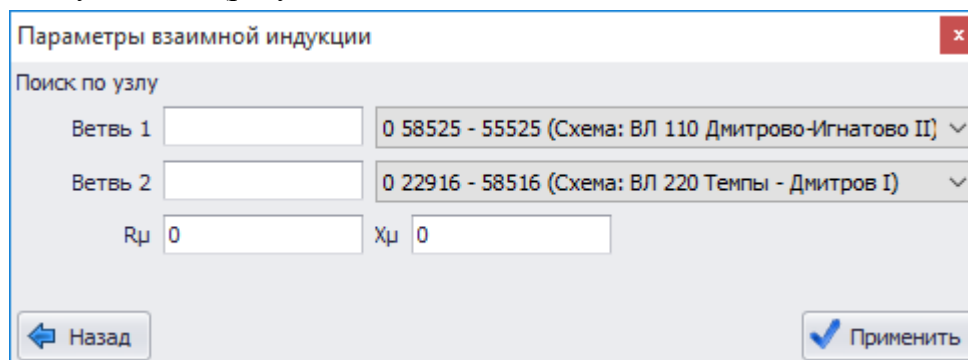 Параметры взаимной индукции x
Поиск по узлу
Ветвь 1 0 58525 - 55525 (Схема: ВЛ 110 Дмитрово-Игнатово II)
Ветвь 2 0 22916 - 58516 (Схема: ВЛ 220 Темпы - Дмитров I)
Rμ 0 Xμ 0
Назад Применить